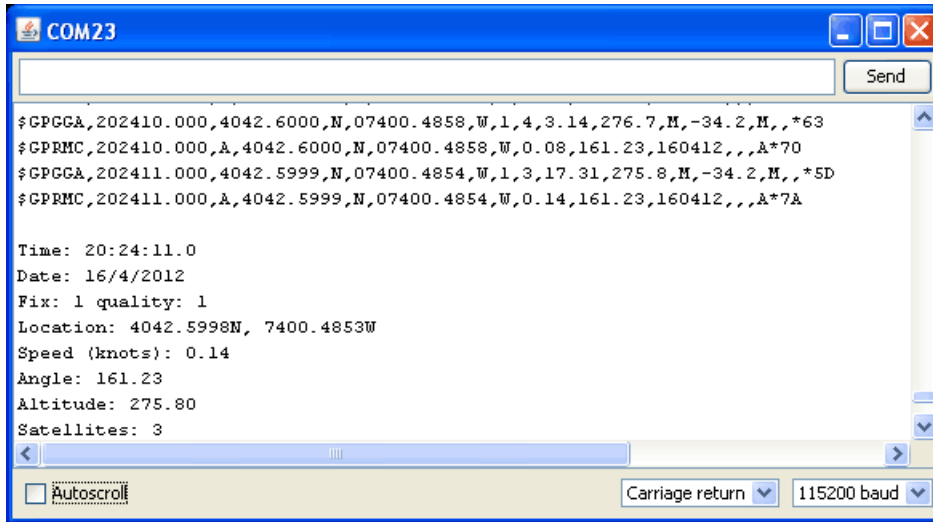 COM23
Send
$GPGGA,202410.000,4042.6000,N,07400.4858,W,1,4,3.14,276.7,M,-34.2,M,,*63
$GPRMC,202410.000,A,4042.6000,N,07400.4858,W,0.08,161.23,160412,,,A*70
$GPGGA,202411.000,4042.5999,N,07400.4854,W,1,3,17.31,275.8,M,-34.2,M,,*5D
$GPRMC,202411.000,A,4042.5999,N,07400.4854,W,0.14,161.23,160412,,,A*7A
Time: 20:24:11.0
Date: 16/4/2012
Fix: 1 quality: 1
Location: 4042.5998N, 7400.4853W
Speed (knots): 0.14
Angle: 161.23
Altitude: 275.80
Satellites: 3
Autoscroll
Carriage return
115200 baud